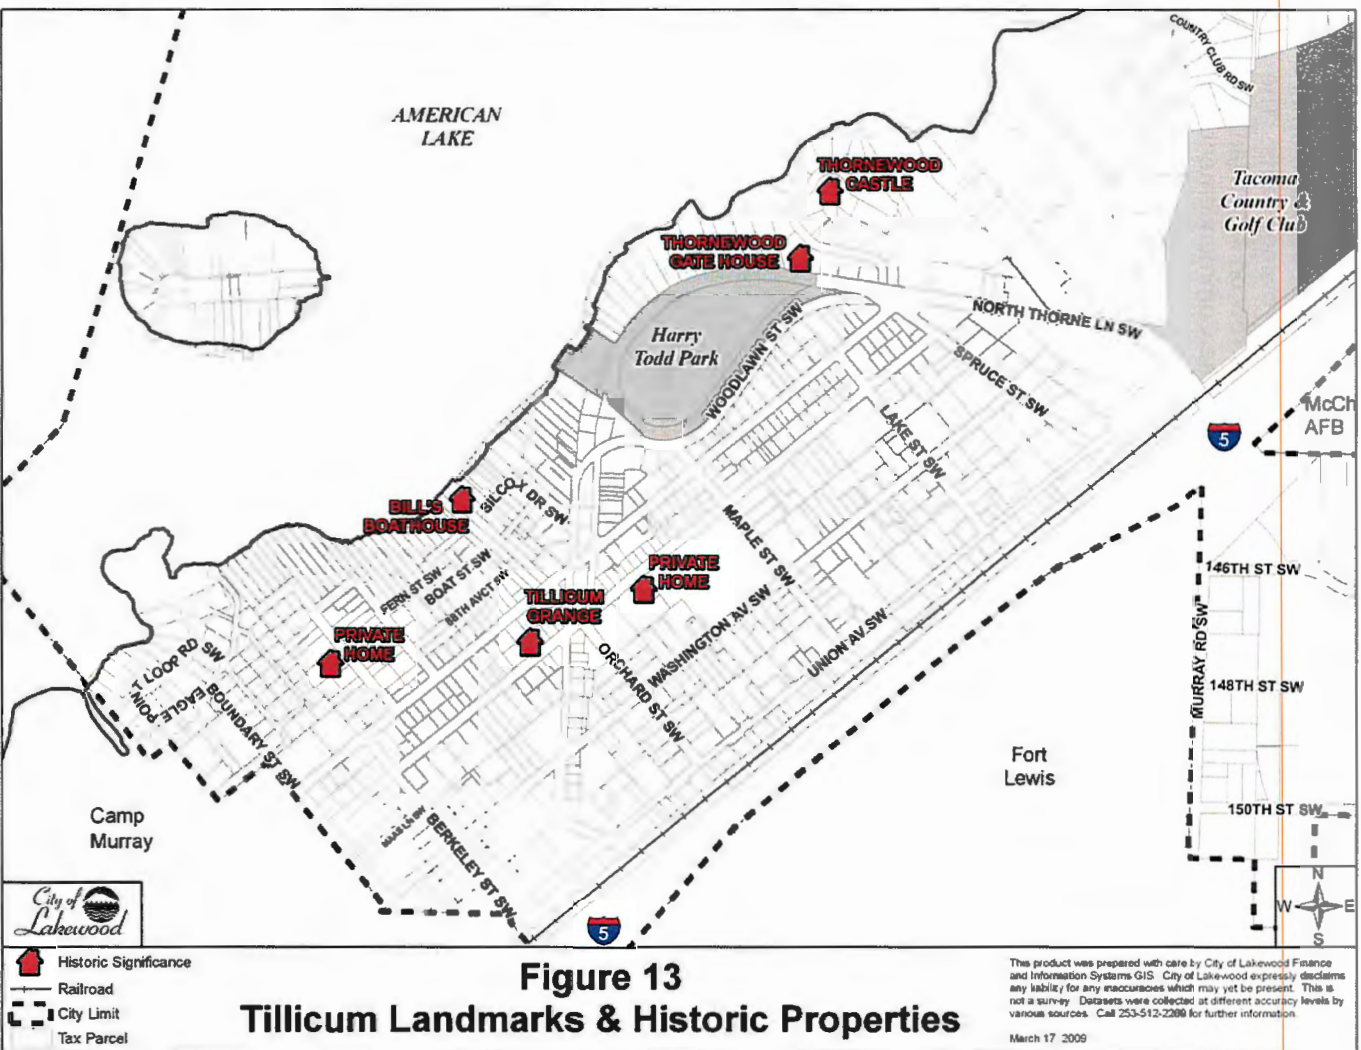 COUNTRY CLUB RD SW
AMERICAN
LAKE
THORNEWOOD
CASTLE
Tacoma
Country &
Golf Club
THORNEWOOD
GATE HOUSE
NORTH THORNE LN SW
Harry
Todd Park
WOODLAWN ST SW
SPRUCE ST SW
LAKE ST SW
McCh
AFB
5
BILL'S
BOATHOUSE
SILCOX DR SW
MAPLE ST SW
146TH ST SW
FERN ST SW
BOAT ST SW
88TH AVCT SW
PRIVATE
HOME
TILLICUM
GRANGE
WASHINGTON AV SW
UNION AV SW
MURRAY RD SW
PRIVATE
HOME
ORCHARD ST SW
148TH ST SW
EAGLE POINT LOOP RD SW
BOUNDARY ST SW
Fort
Lewis
Camp
Murray
150TH ST SW
MAAS LN SW
BERKELEY ST SW
5
N
W E
S
City of
Lakewood
Historic Significance
Railroad
City Limit
Tax Parcel
Figure 13
Tillicum Landmarks & Historic Properties
This product was prepared with care by City of Lakewood Finance
and Information Systems GIS. City of Lakewood expressly disclaims
any liability for any inaccuracies which may yet be present. This is
not a survey. Datasets were collected at different accuracy levels by
various sources. Call 253-512-2269 for further information.
March 17 2009